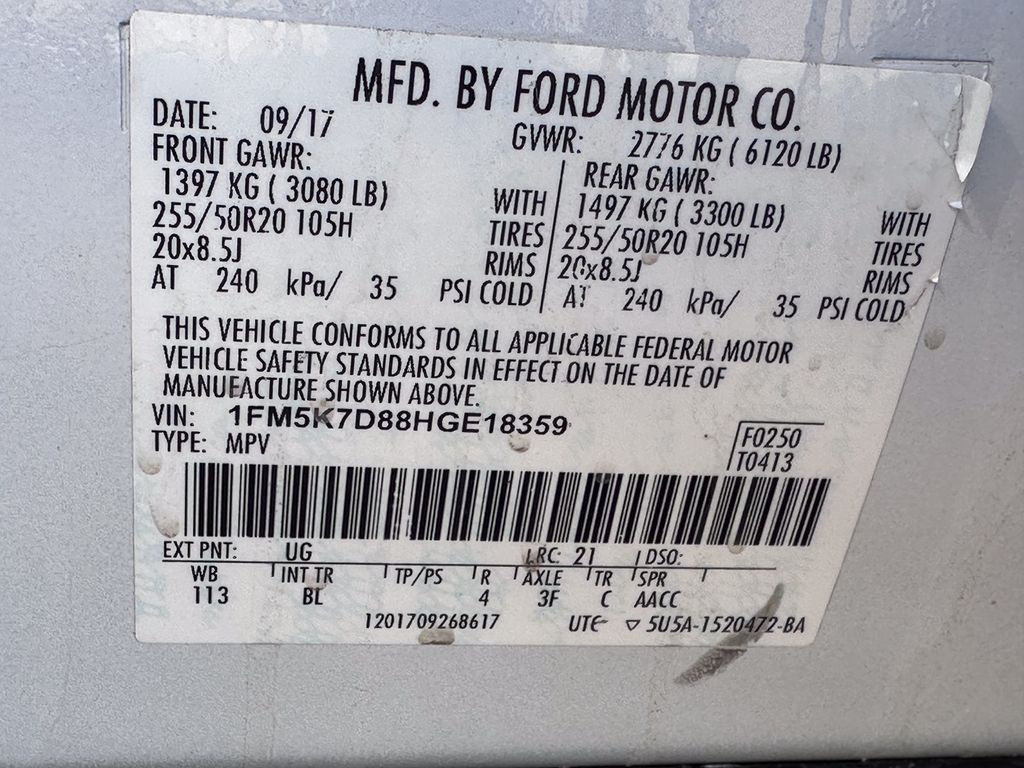 MFD. BY FORD MOTOR CO.
DATE: 09/17 GVWR: 2776 KG ( 6120 LB)
FRONT GAWR: REAR GAWR:
1397 KG ( 3080 LB) WITH 1497 KG ( 3300 LB) WITH
255/50R20 105H TIRES 255/50R20 105H TIRES
20x8.5J RIMS 20x8.5J RIMS
AT 240 kPa/ 35 PSI COLD AT 240 kPa/ 35 PSI COLD
THIS VEHICLE CONFORMS TO ALL APPLICABLE FEDERAL MOTOR
VEHICLE SAFETY STANDARDS IN EFFECT ON THE DATE OF
MANUFACTURE SHOWN ABOVE.
VIN: 1FM5K7D88HGE18359
TYPE: MPV
F0250
T0413
EXT PNT: UG LRC: 21 DSO:
WB INT TR TP/PS R AXLE TR SPR
113 BL 4 3F C AACC
1201709268617 UTC ▽ 5U5A-1520472-BA